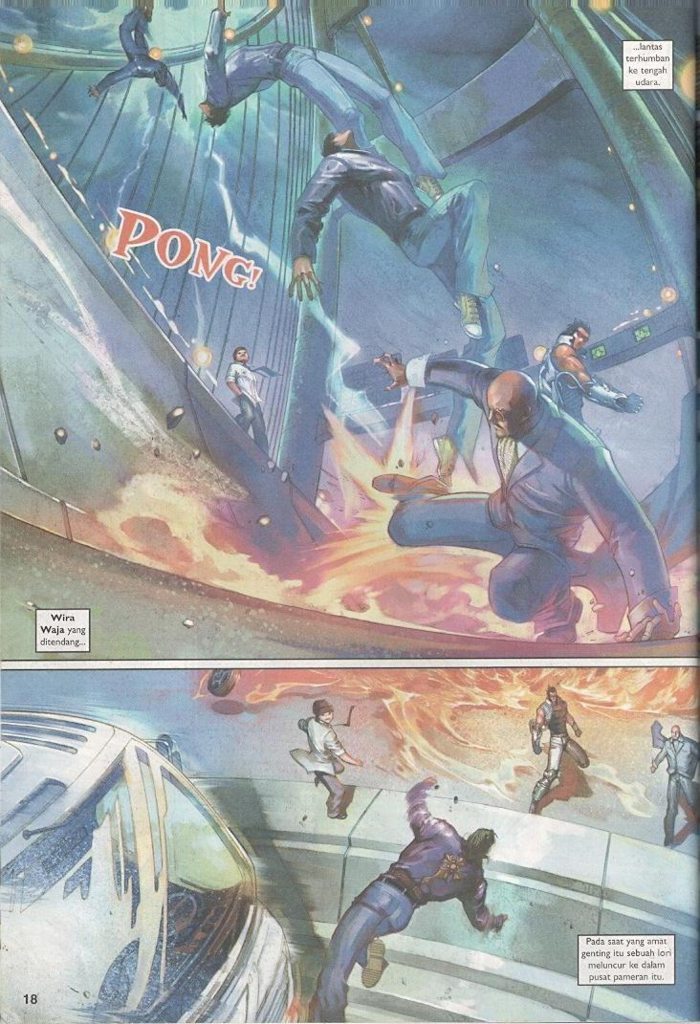 ...lantas
terhumban
ke tengah
udara.
PONG!
Wira
Waja yang
ditendang...
Pada saat yang amat
genting itu sebuah lori
meluncur ke dalam
pusat pameran itu.
18